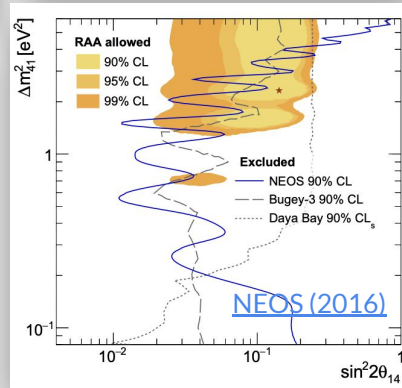 Δm²₄₁ [eV²]
RAA allowed
90% CL
95% CL
99% CL
1
Excluded
NEOS 90% CL
Bugey-3 90% CL
Daya Bay 90% CLₛ
NEOS (2016)
10⁻¹
10⁻² 10⁻¹ 1
sin²2θ₁₄